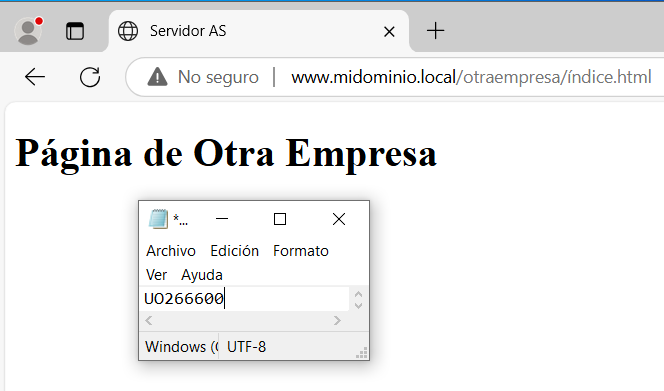 Servidor AS
No seguro | www.midominio.local/otraempresa/índice.html
Página de Otra Empresa
*...
Archivo Edición Formato
Ver Ayuda
UO266600
Windows (C UTF-8